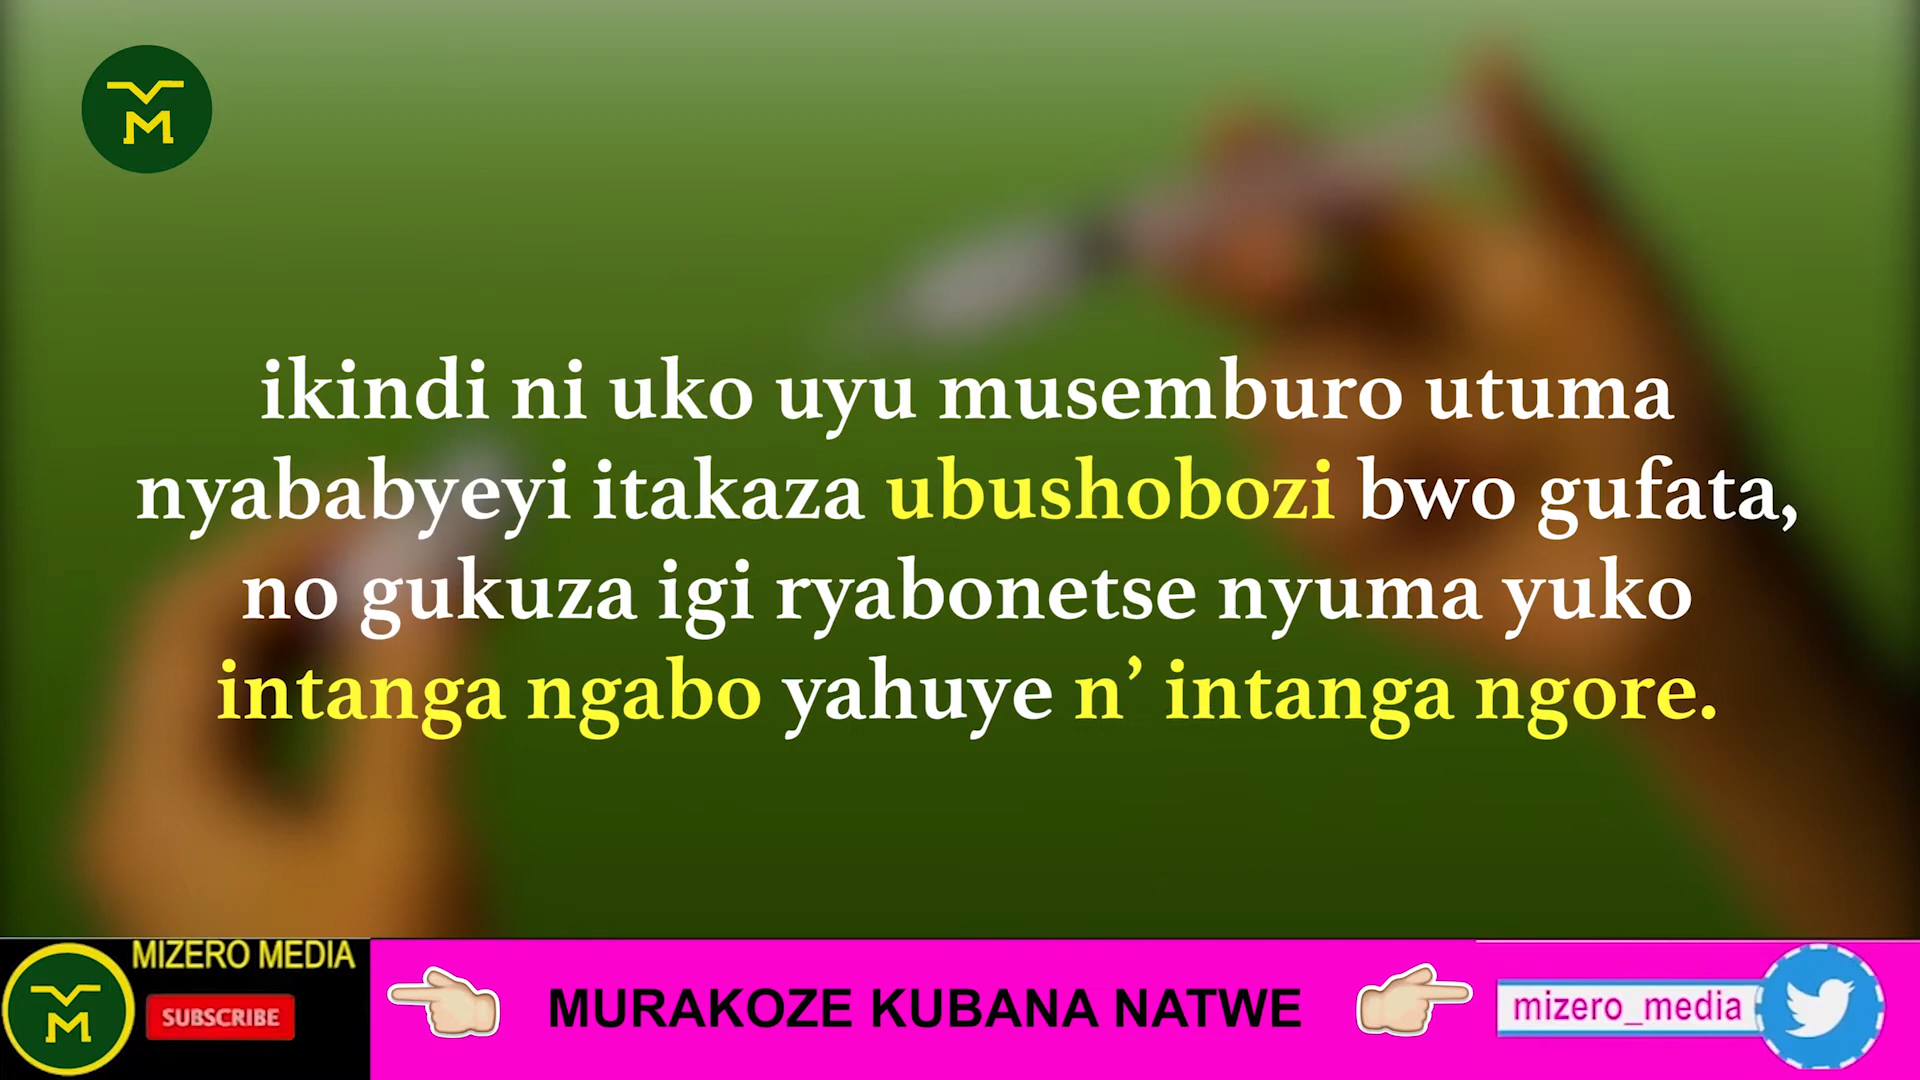 ikindi ni uko uyu musemburo utuma
nyababyeyi itakaza ubushobozi bwo gufata,
no gukuza igi ryabonetse nyuma yuko
intanga ngabo yahuye n’ intanga ngore.
MIZERO MEDIA
SUBSCRIBE
MURAKOZE KUBANA NATWE
mizero_media